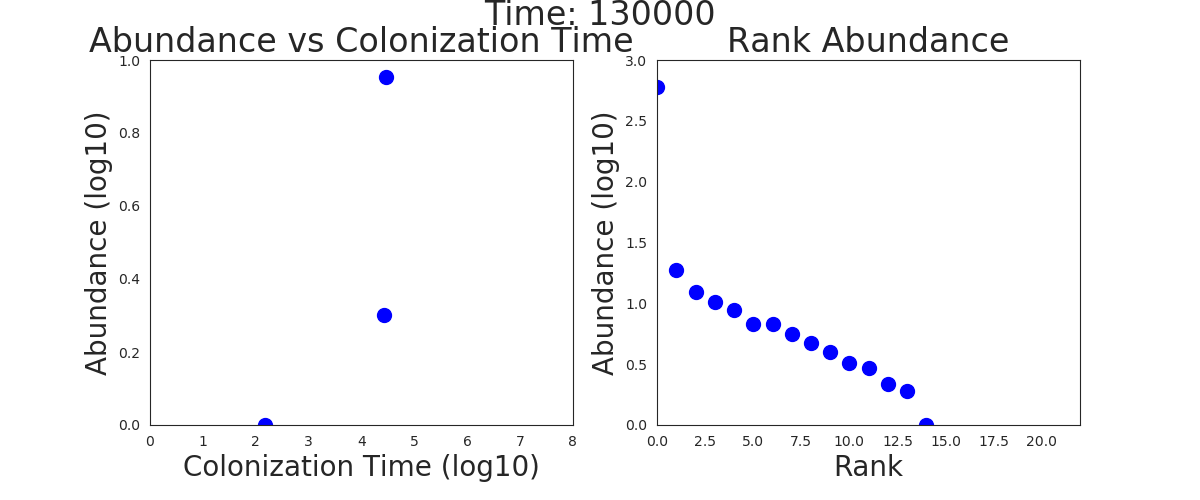 Time: 130000
Abundance vs Colonization Time
Rank Abundance
1.0
0.8
0.6
0.4
0.2
0.0
Abundance (log10)
0 1 2 3 4 5 6 7 8
Colonization Time (log10)
3.0
2.5
2.0
1.5
1.0
0.5
0.0
Abundance (log10)
0.0 2.5 5.0 7.5 10.0 12.5 15.0 17.5 20.0
Rank